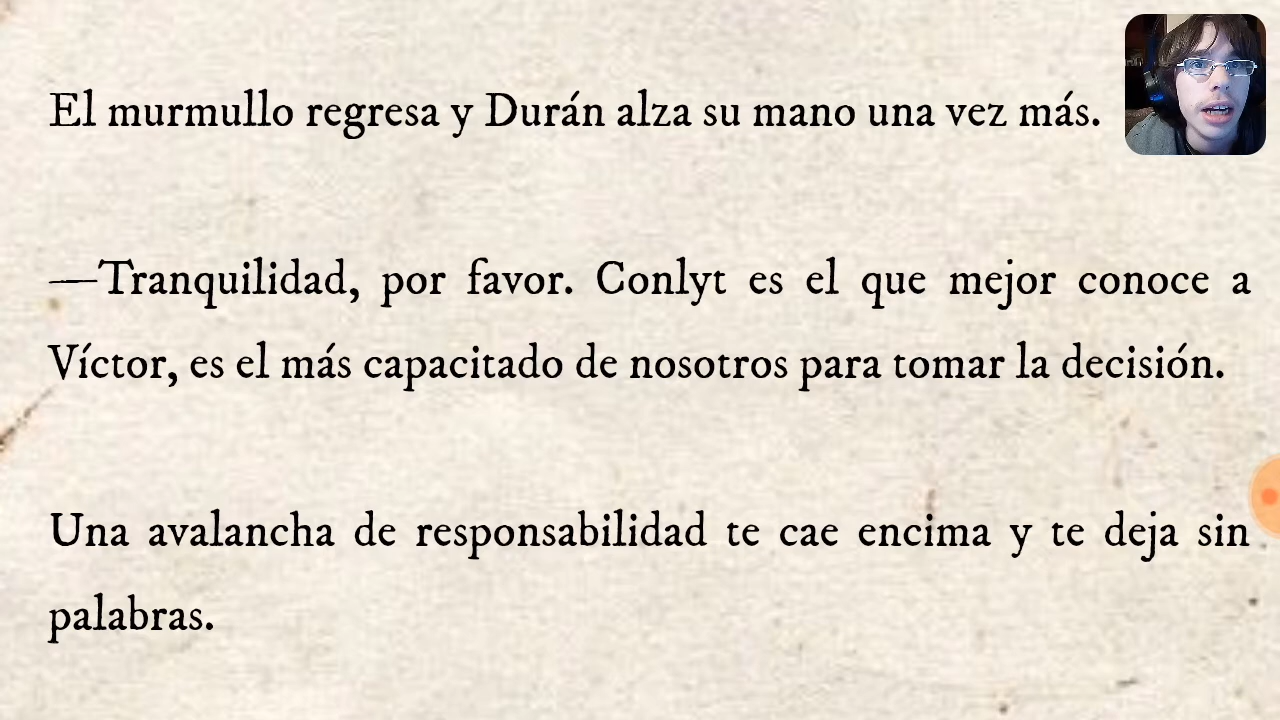 El murmullo regresa y Durán alza su mano una vez más.
—Tranquilidad, por favor. Conlyt es el que mejor conoce a
Víctor, es el más capacitado de nosotros para tomar la decisión.
Una avalancha de responsabilidad te cae encima y te deja sin
palabras.